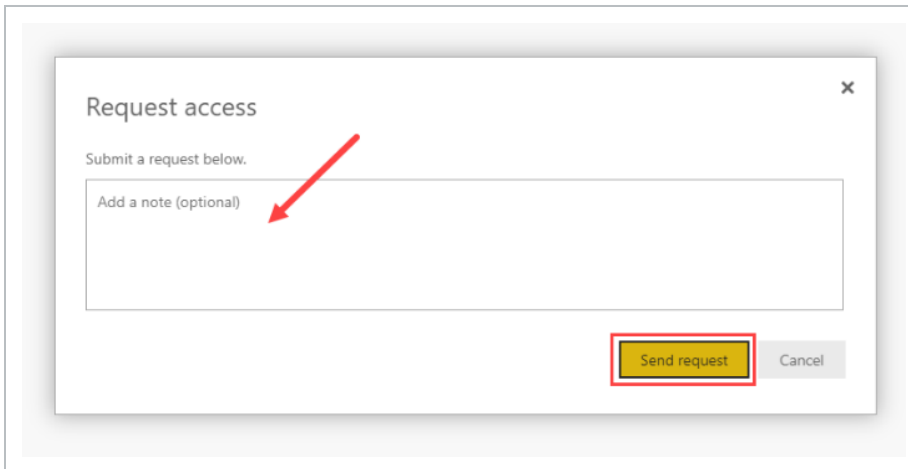 Request access
Submit a request below.
Add a note (optional)
Send request
Cancel